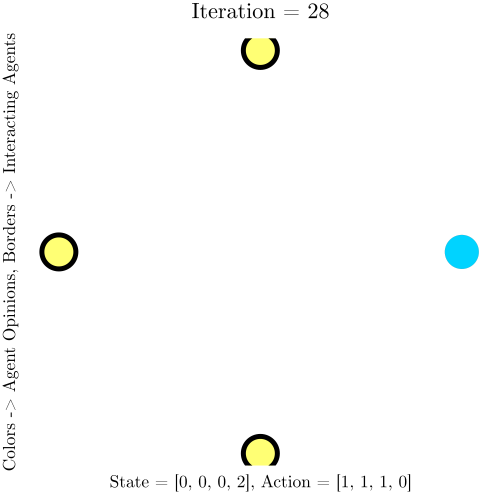 Iteration = 28
Colors -> Agent Opinions, Borders -> Interacting Agents
State = [0, 0, 0, 2], Action = [1, 1, 1, 0]